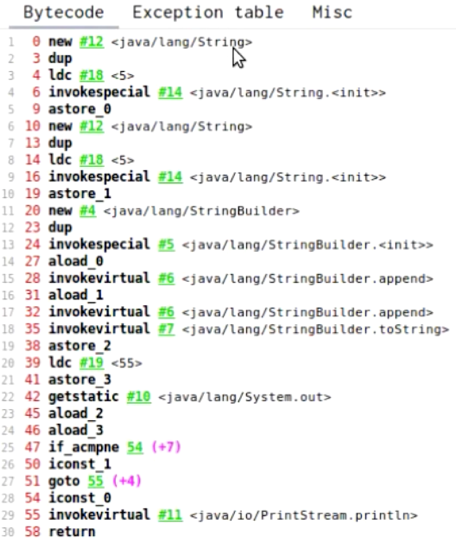 Bytecode Exception table Misc
1 0 new #12 <java/lang/String>
2 3 dup
3 4 ldc #18 <5>
4 6 invokespecial #14 <java/lang/String.<init>>
5 9 astore_0
6 10 new #12 <java/lang/String>
7 13 dup
8 14 ldc #18 <5>
9 16 invokespecial #14 <java/lang/String.<init>>
10 19 astore_1
11 20 new #4 <java/lang/StringBuilder>
12 23 dup
13 24 invokespecial #5 <java/lang/StringBuilder.<init>>
14 27 aload_0
15 28 invokevirtual #6 <java/lang/StringBuilder.append>
16 31 aload_1
17 32 invokevirtual #6 <java/lang/StringBuilder.append>
18 35 invokevirtual #7 <java/lang/StringBuilder.toString>
19 38 astore_2
20 39 ldc #19 <55>
21 41 astore_3
22 42 getstatic #10 <java/lang/System.out>
23 45 aload_2
24 46 aload_3
25 47 if_acmpne 54 (+7)
26 50 iconst_1
27 51 goto 55 (+4)
28 54 iconst_0
29 55 invokevirtual #11 <java/io/PrintStream.println>
30 58 return